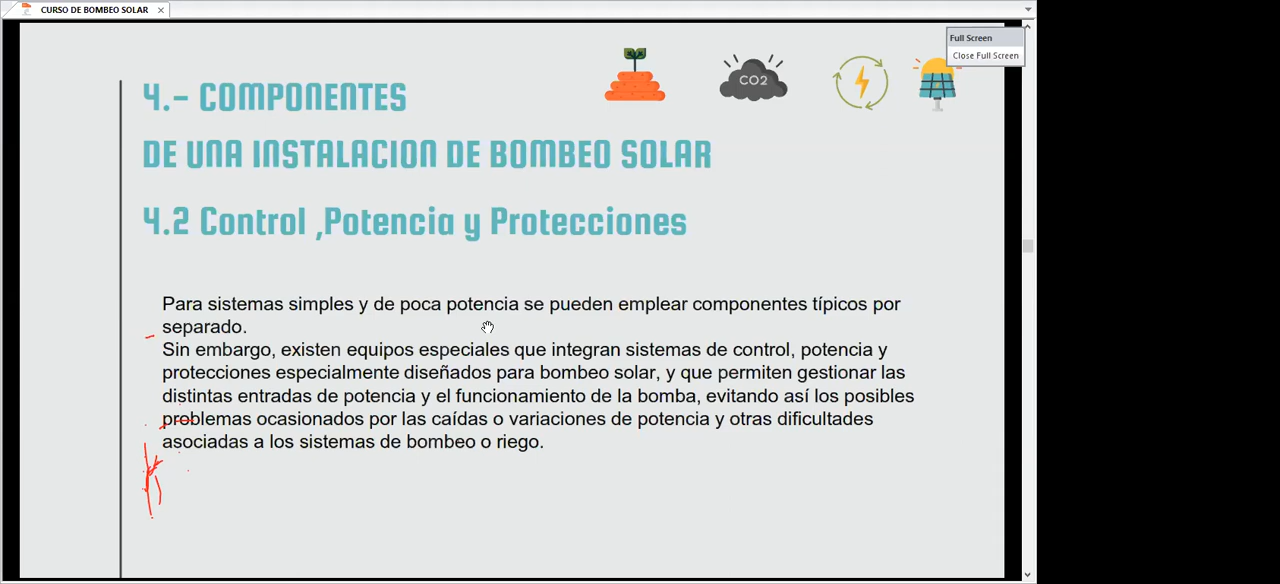 CURSO DE BOMBEO SOLAR
Full Screen
Close Full Screen
CO2
4.- COMPONENTES
DE UNA INSTALACION DE BOMBEO SOLAR
4.2 Control ,Potencia y Protecciones
Para sistemas simples y de poca potencia se pueden emplear componentes típicos por
separado.
Sin embargo, existen equipos especiales que integran sistemas de control, potencia y
protecciones especialmente diseñados para bombeo solar, y que permiten gestionar las
distintas entradas de potencia y el funcionamiento de la bomba, evitando así los posibles
problemas ocasionados por las caídas o variaciones de potencia y otras dificultades
asociadas a los sistemas de bombeo o riego.